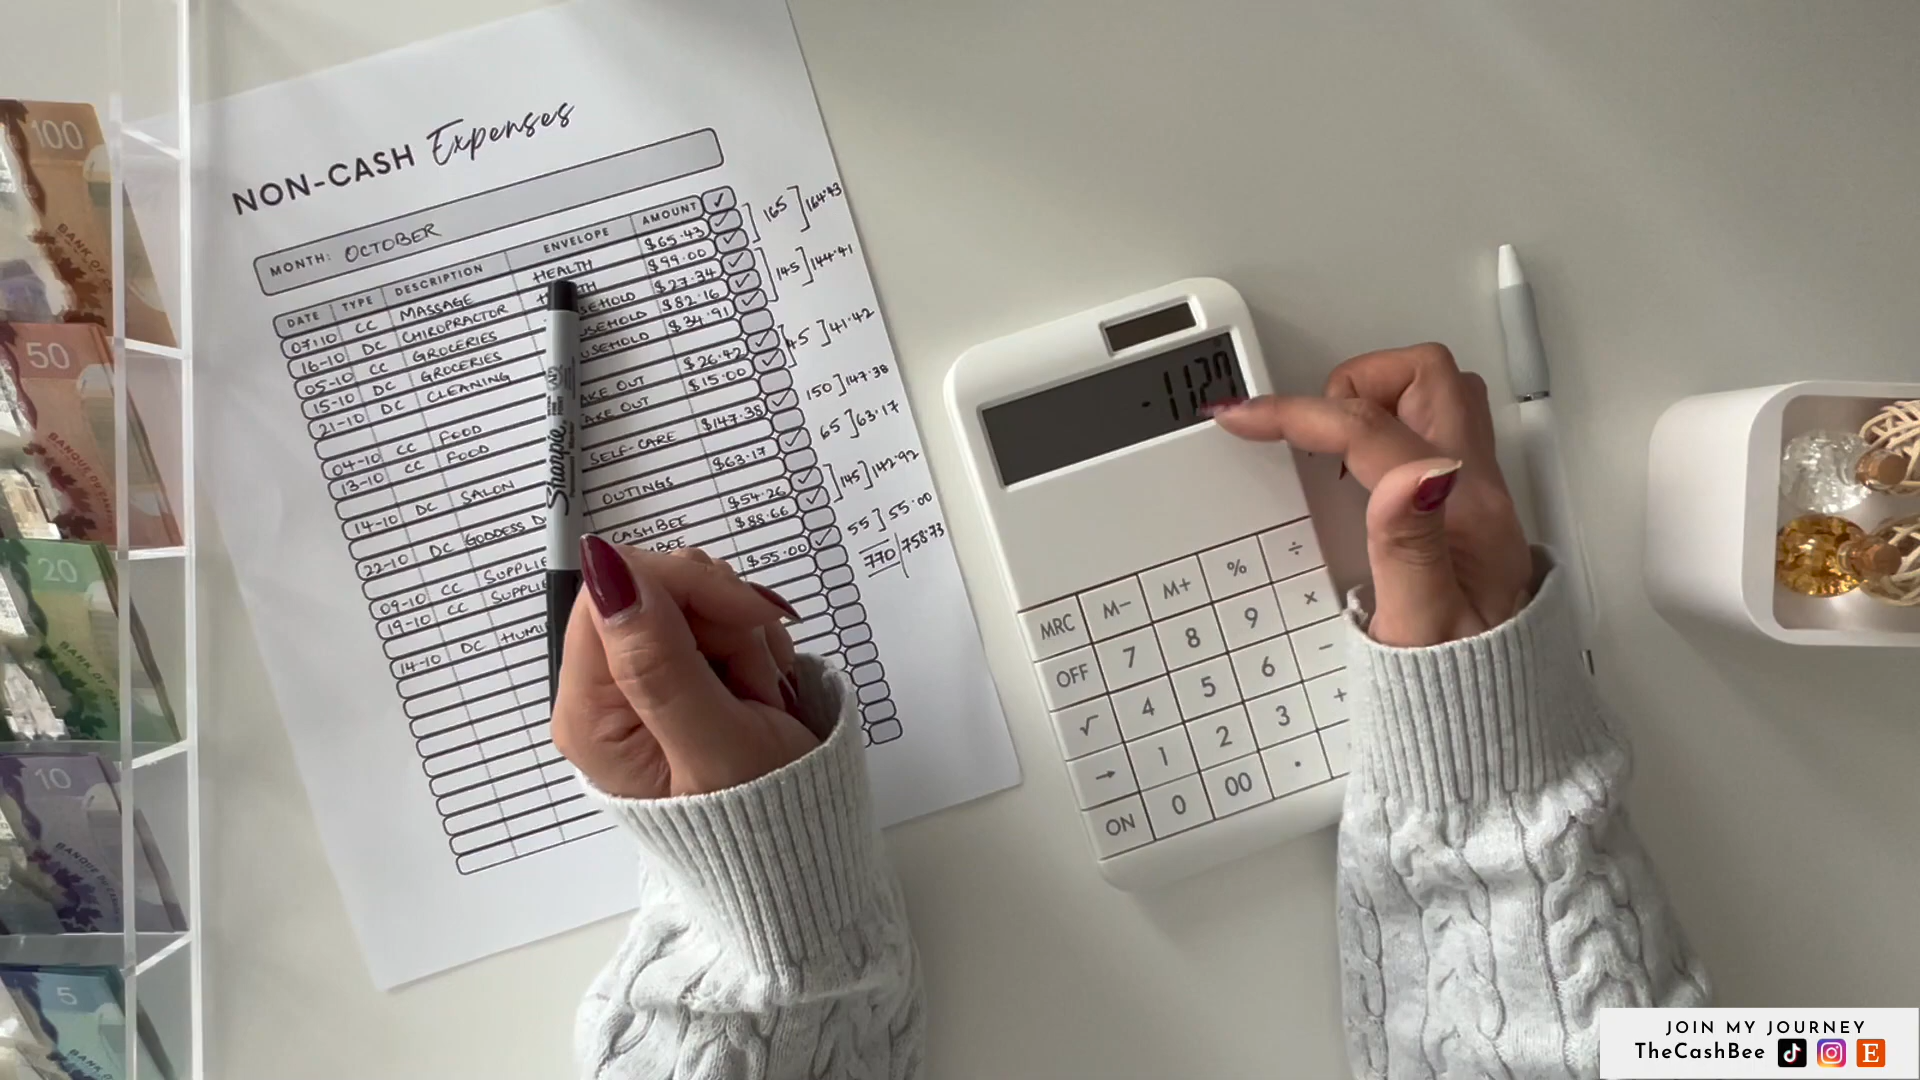 NON-CASH Expenses
MONTH: OCTOBER
DATE TYPE DESCRIPTION ENVELOPE AMOUNT ✓
07-10 CC MASSAGE HEALTH $65.43 ✓
16-10 DC CHIROPRACTOR $99.00 ✓ ] 165 ] 164.43
05-10 CC GROCERIES $27.34 ✓
15-10 DC GROCERIES $82.16 ✓
21-10 DC CLEANING $34.91 ✓ ] 145 ] 144.41
04-10 CC FOOD OUT $26.42 ✓
13-10 CC FOOD OUT $15.00 ✓ ] 45 ] 41.42
14-10 DC SALON SELF-CARE $147.38 ✓ 150 ] 147.38
22-10 DC GODDESS OUTINGS $63.17 ✓ 65 ] 63.17
09-10 CC CASHBEE $54.26 ✓
19-10 CC $88.66 ✓ ] 145 ] 142.92
14-10 DC $55.00 ✓ 55 ] 55.00
770 | 758.73
Sharpie
100
50
20
10
5
MRC M− M+ % ÷
OFF 7 8 9 ×
√ 4 5 6 −
→ 1 2 3 +
ON 0 00 .
JOIN MY JOURNEY
TheCashBee